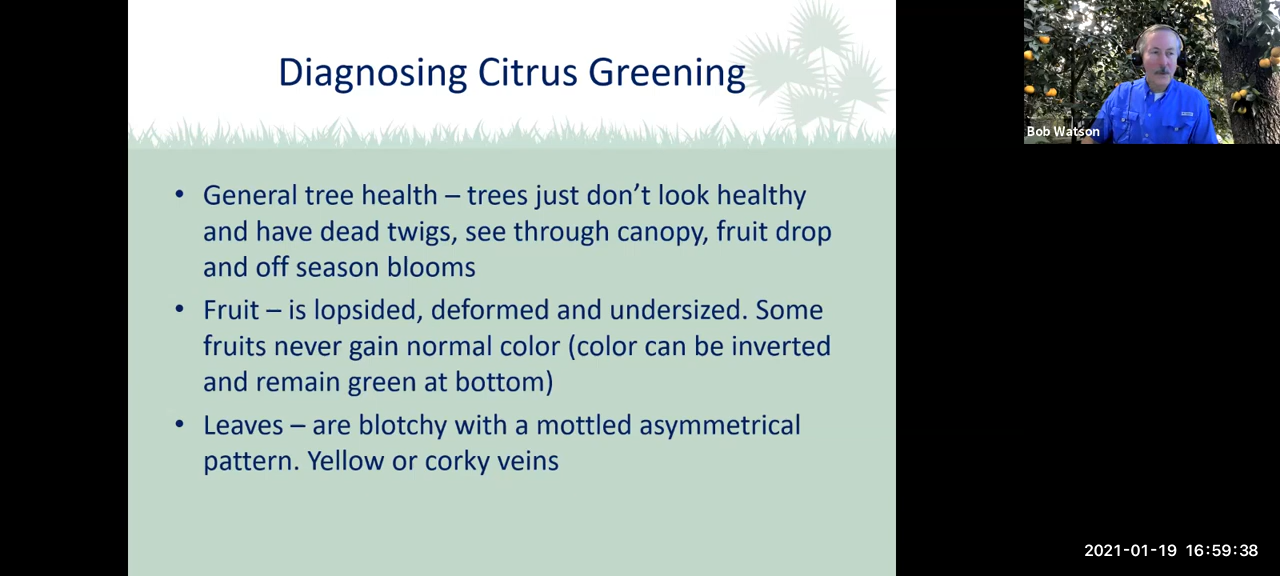 Diagnosing Citrus Greening
• General tree health – trees just don’t look healthy
and have dead twigs, see through canopy, fruit drop
and off season blooms
• Fruit – is lopsided, deformed and undersized. Some
fruits never gain normal color (color can be inverted
and remain green at bottom)
• Leaves – are blotchy with a mottled asymmetrical
pattern. Yellow or corky veins
Bob Watson
2021-01-19 16:59:38